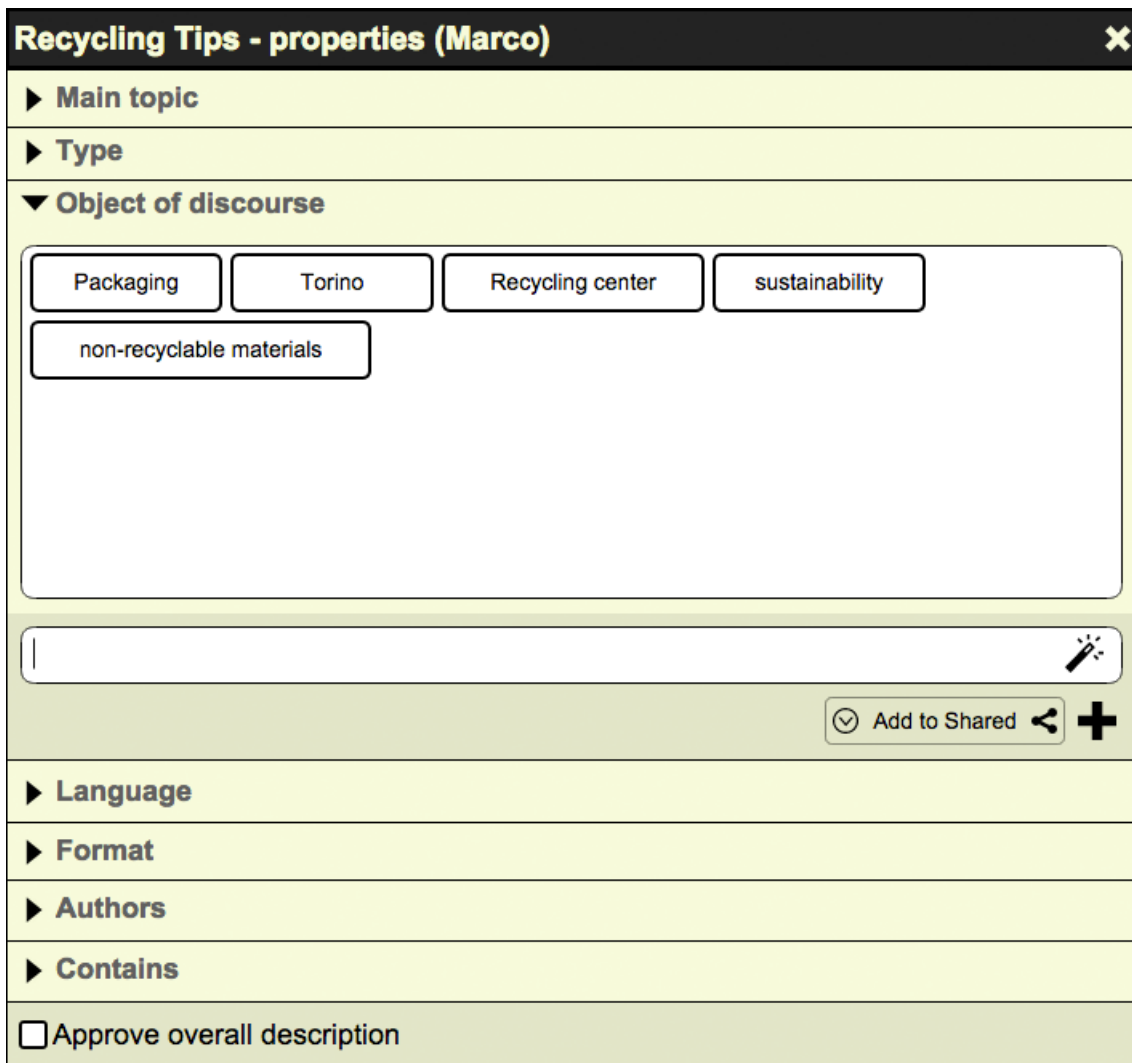 Recycling Tips - properties (Marco)
Main topic
Type
Object of discourse
Packaging Torino Recycling center sustainability
non-recyclable materials
Add to Shared
Language
Format
Authors
Contains
Approve overall description